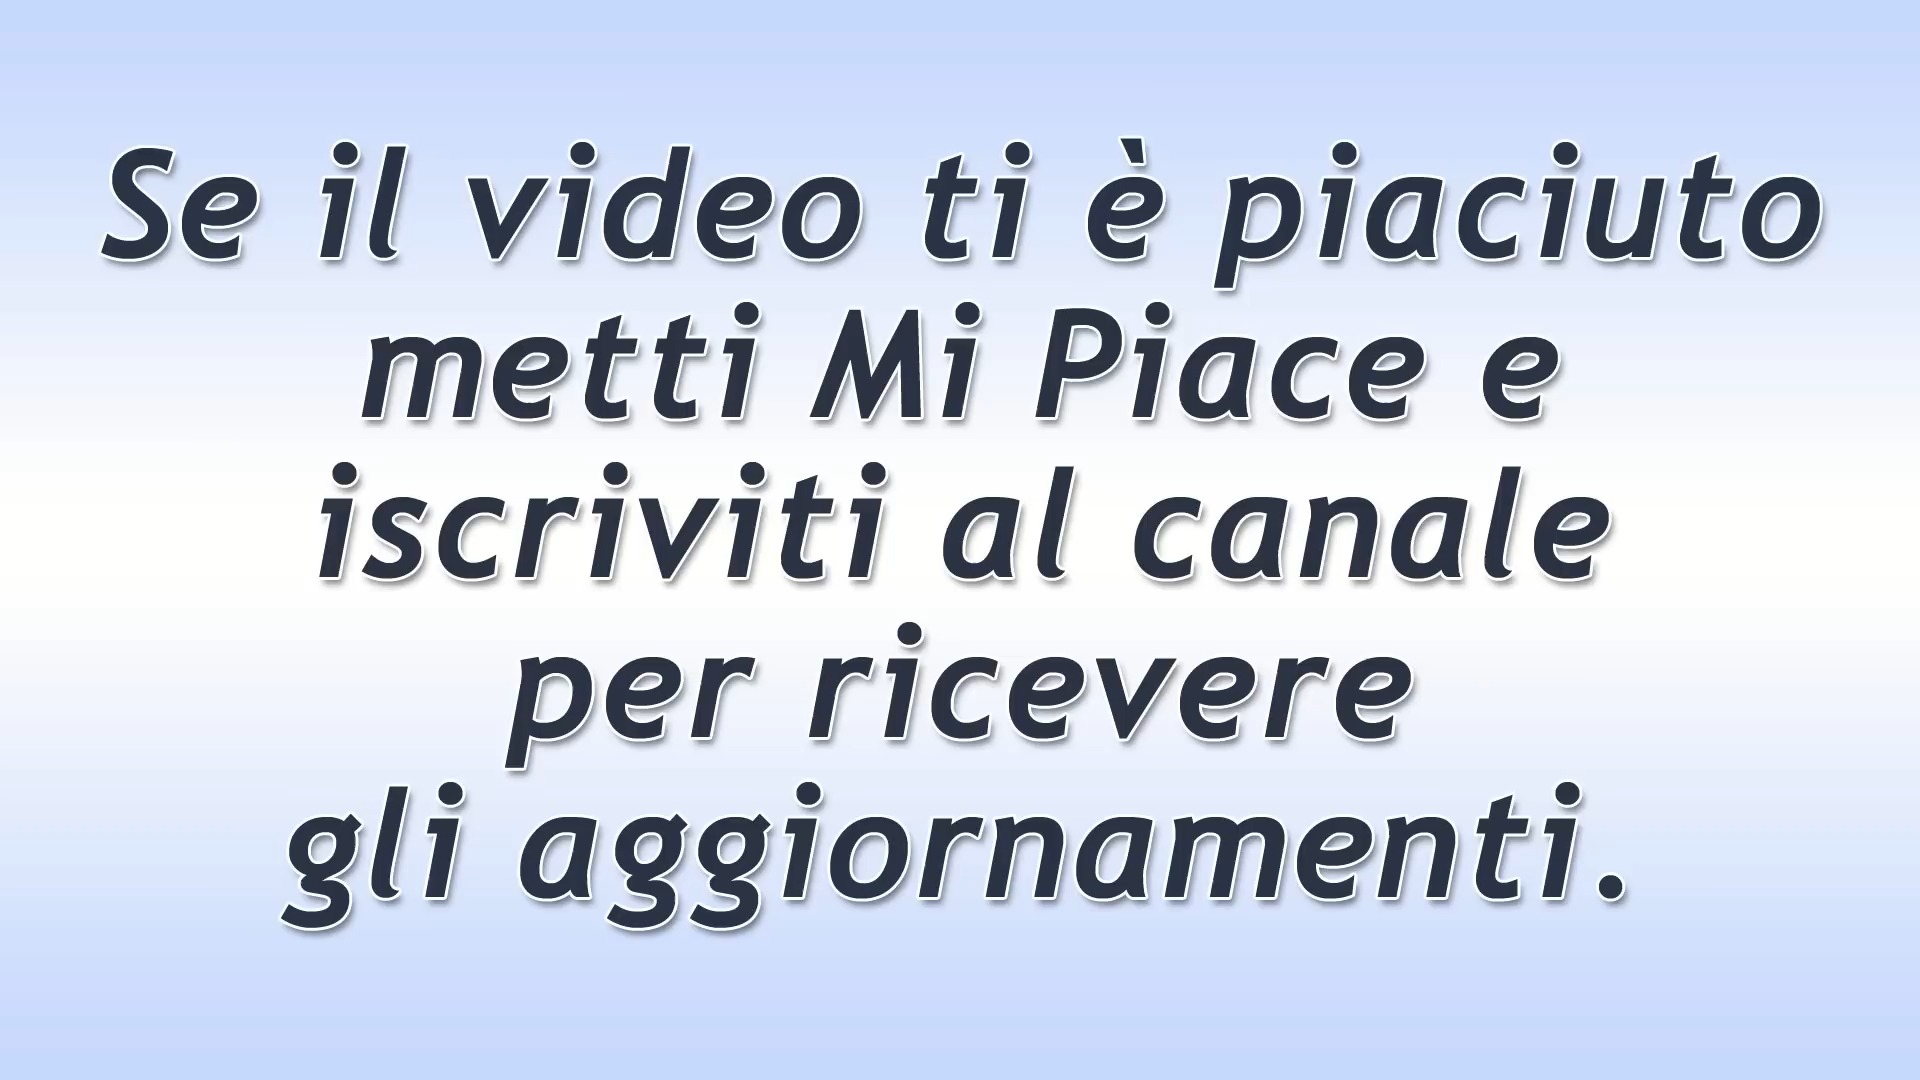 Se il video ti è piaciuto
metti Mi Piace e
iscriviti al canale
per ricevere
gli aggiornamenti.